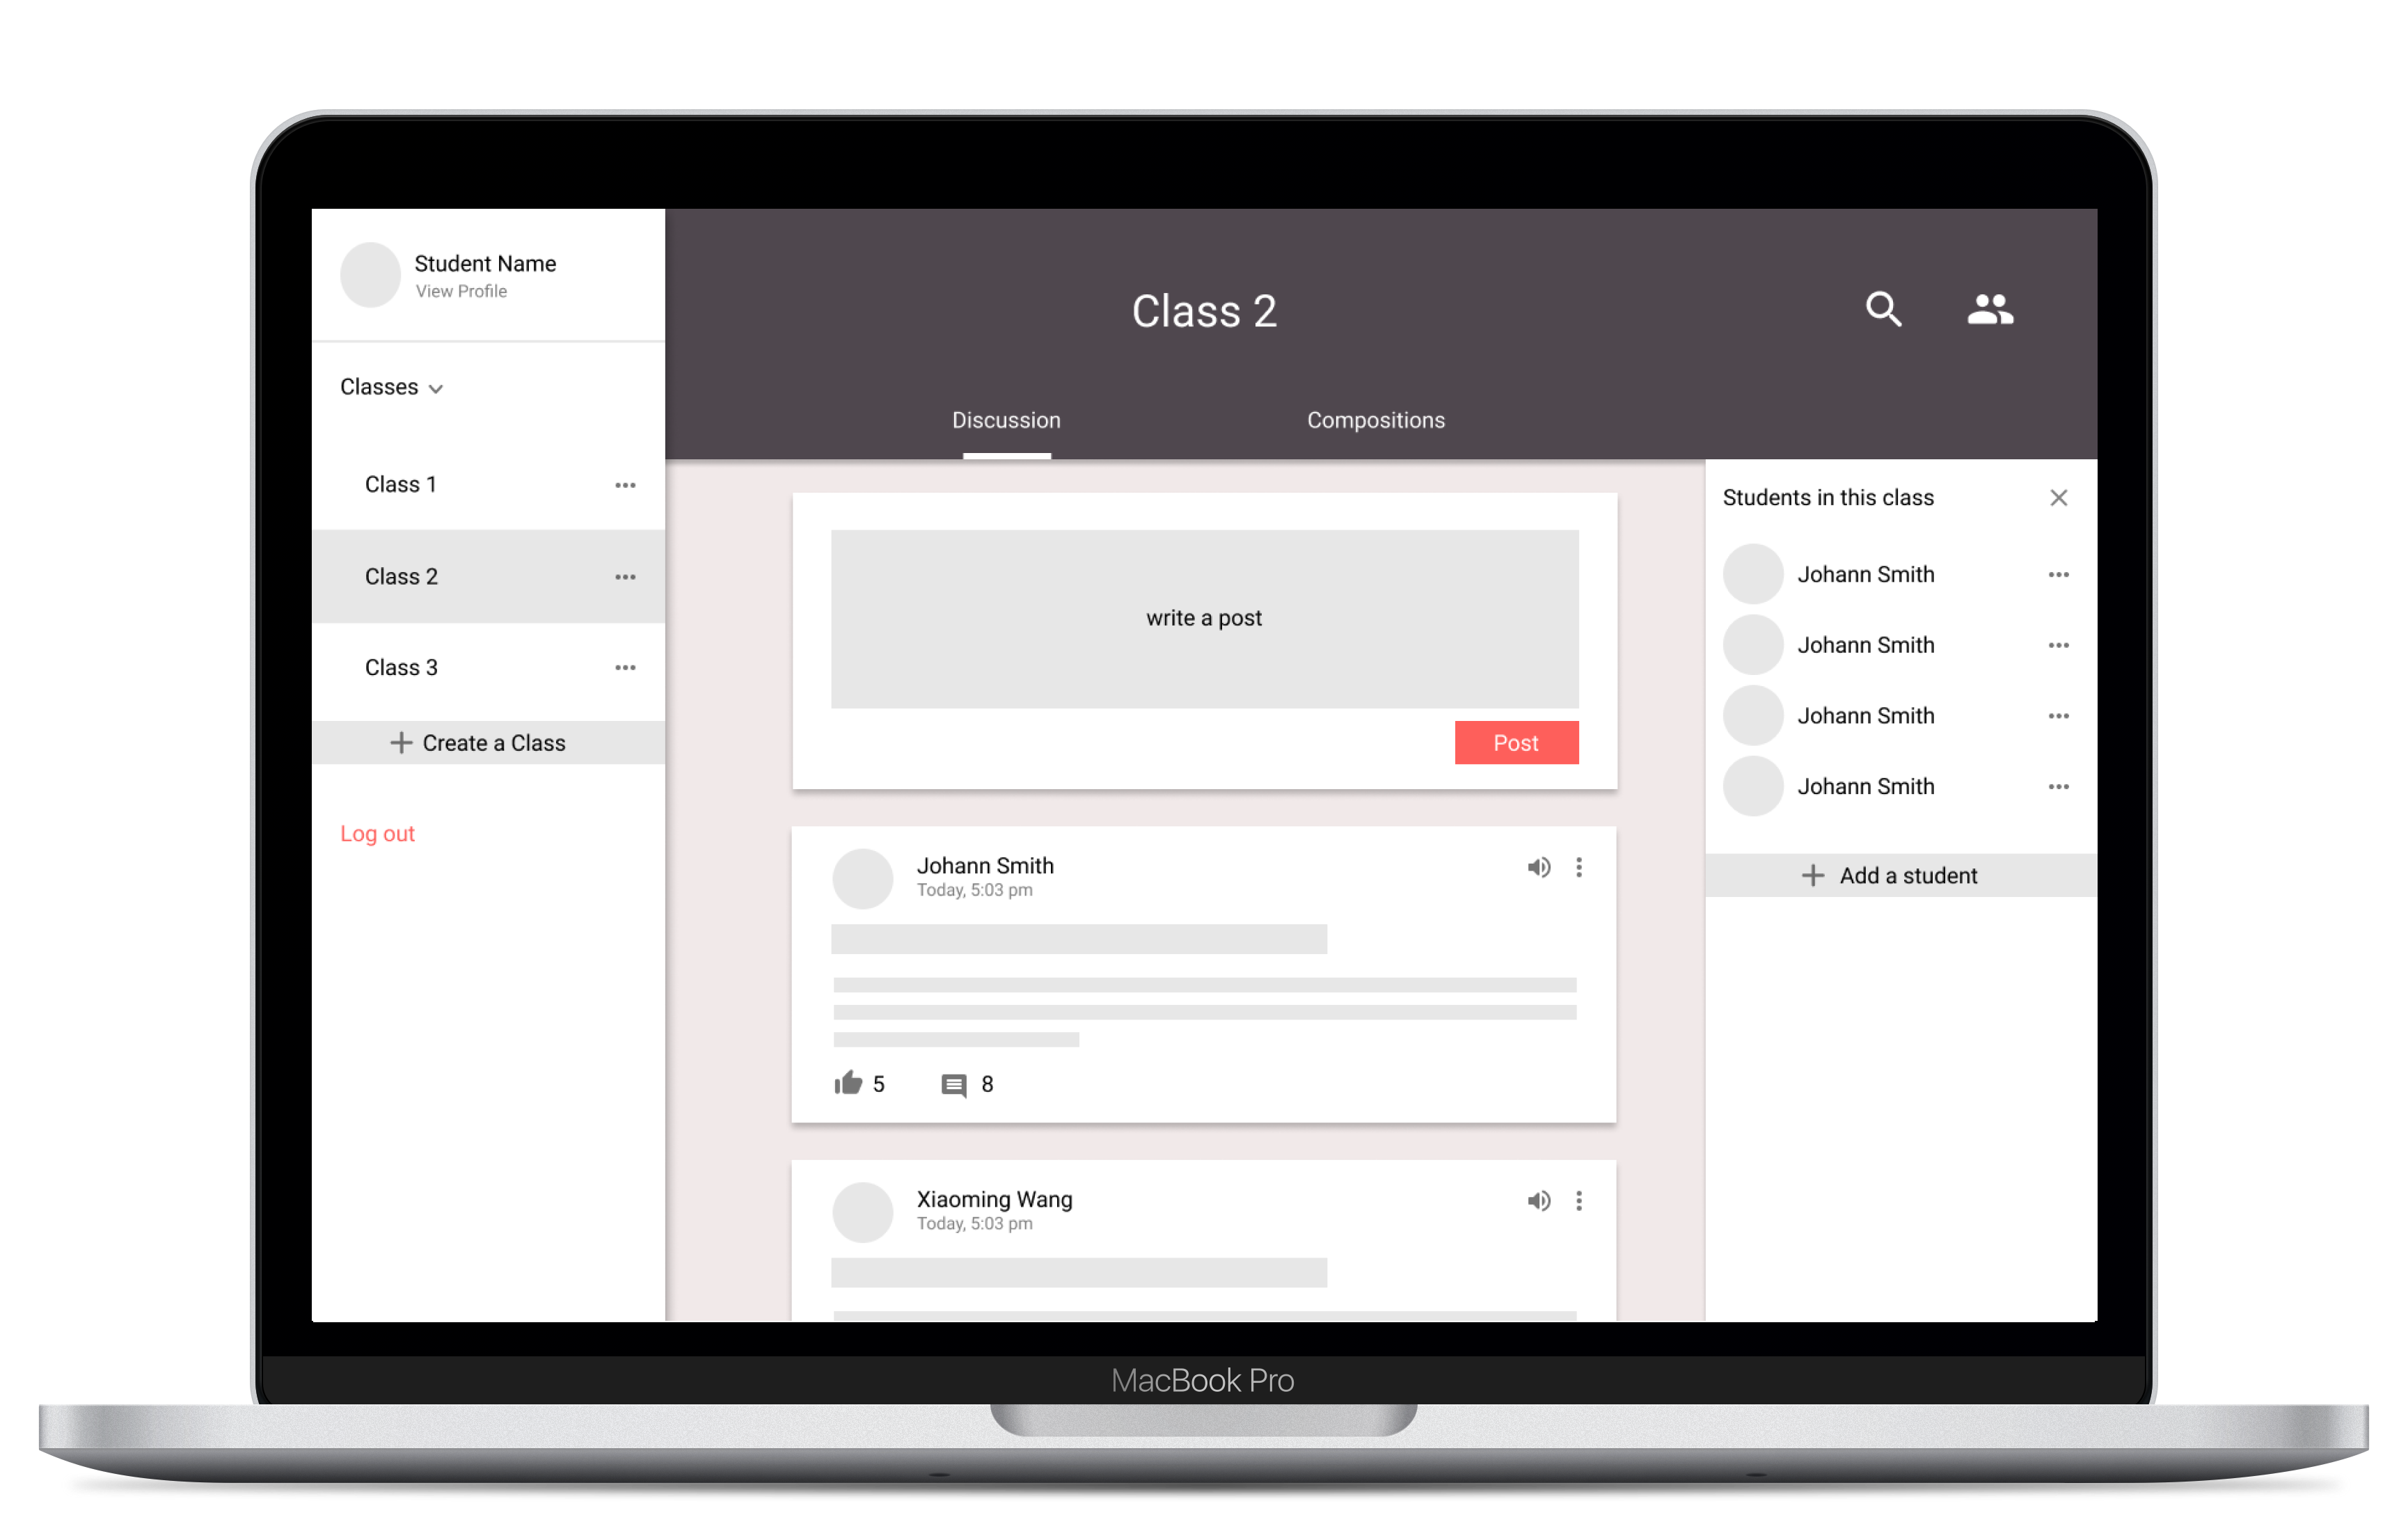 Student Name
View Profile
Classes
Class 1
Class 2
Class 3
Create a Class
Log out
Class 2
Discussion
Compositions
write a post
Post
Johann Smith
Today, 5:03 pm
5
8
Xiaoming Wang
Today, 5:03 pm
Students in this class
Johann Smith
Johann Smith
Johann Smith
Johann Smith
Add a student
MacBook Pro